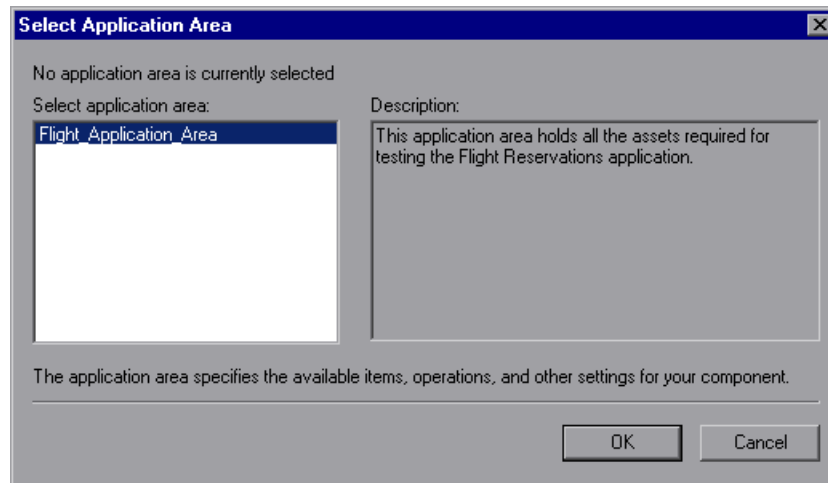 Select Application Area
No application area is currently selected
Select application area:
Description:
Flight_Application_Area
This application area holds all the assets required for
testing the Flight Reservations application.
The application area specifies the available items, operations, and other settings for your component.
OK
Cancel